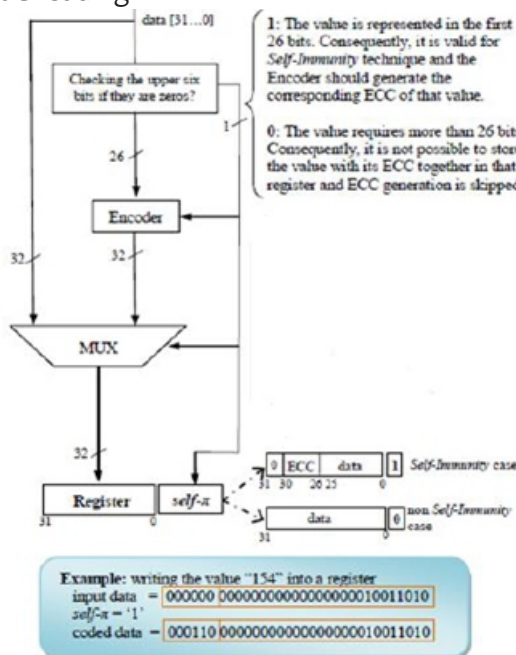 data [31...0]
Checking the upper six
bits if they are zeros?
1
1: The value is represented in the first
26 bits. Consequently, it is valid for
Self-Immunity technique and the
Encoder should generate the
corresponding ECC of that value.
0: The value requires more than 26 bit
Consequently, it is not possible to store
the value with its ECC together in that
register and ECC generation is skipped
26
Encoder
32
32
MUX
32
Register
self-π
31
0
0 ECC data 1 Self-Immunity case
31 30 26 25 0
data 0 non Self-Immunity
case
31 0
Example: writing the value "154" into a register
input data = 000000 00000000000000000010011010
self-π = '1'
coded data = 000110 00000000000000000010011010